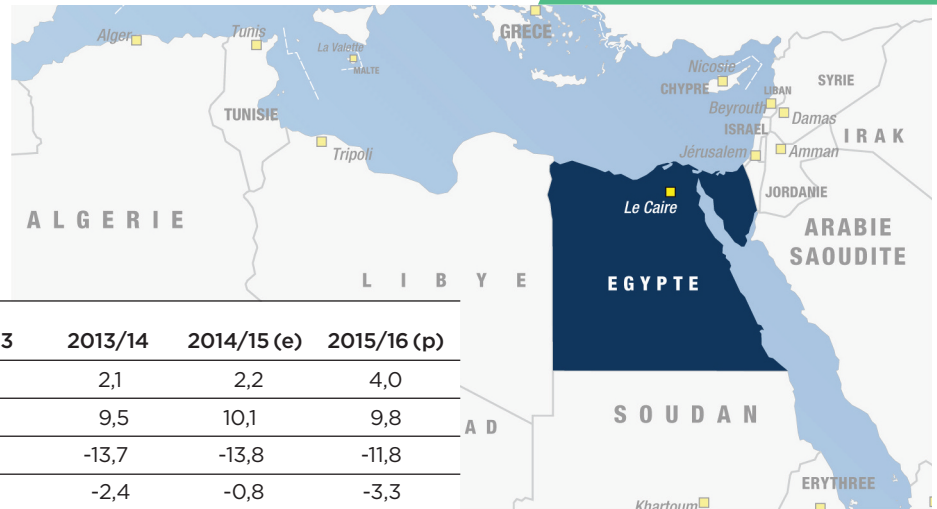 GRECE
Alger
Tunis
La Valette
MALTE
Nicosie
CHYPRE
SYRIE
LIBAN
Beyrouth
Damas
TUNISIE
ISRAEL
IRAK
Tripoli
Jérusalem
Amman
JORDANIE
Le Caire
ALGERIE
ARABIE
SAOUDITE
LIBYE
EGYPTE
3 2013/14 2014/15 (e) 2015/16 (p)
2,1 2,2 4,0
9,5 10,1 9,8
-13,7 -13,8 -11,8
-2,4 -0,8 -3,3
SOUDAN
AD
ERYTHREE
Khartoum